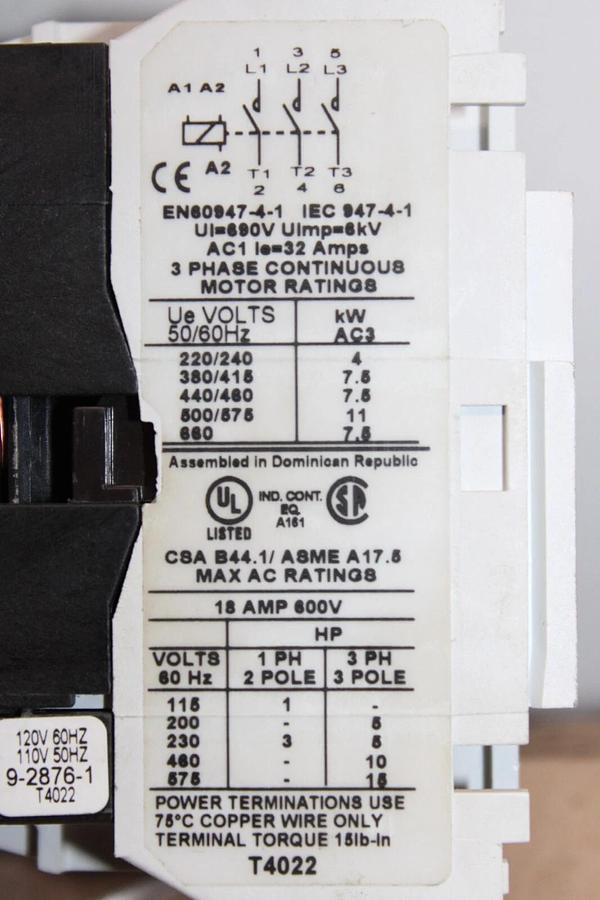 1 3 5
L1 L2 L3
A1 A2
A2
T1 T2 T3
2 4 6
CE
EN60947-4-1 IEC 947-4-1
UI=690V UImp=6kV
AC1 Ie=32 Amps
3 PHASE CONTINUOUS
MOTOR RATINGS
Ue VOLTS kW
50/60Hz AC3
220/240 4
380/415 7.5
440/460 7.5
500/575 11
660 7.5
Assembled in Dominican Republic
UL
LISTED
IND. CONT.
EQ.
A161
SA
CSA B44.1/ ASME A17.5
MAX AC RATINGS
18 AMP 600V
HP
VOLTS 1 PH 3 PH
60 Hz 2 POLE 3 POLE
115 1 -
200 - 5
230 3 5
460 - 10
575 - 15
POWER TERMINATIONS USE
75°C COPPER WIRE ONLY
TERMINAL TORQUE 15lb-in
T4022
120V 60HZ
110V 50HZ
9-2876-1
T4022